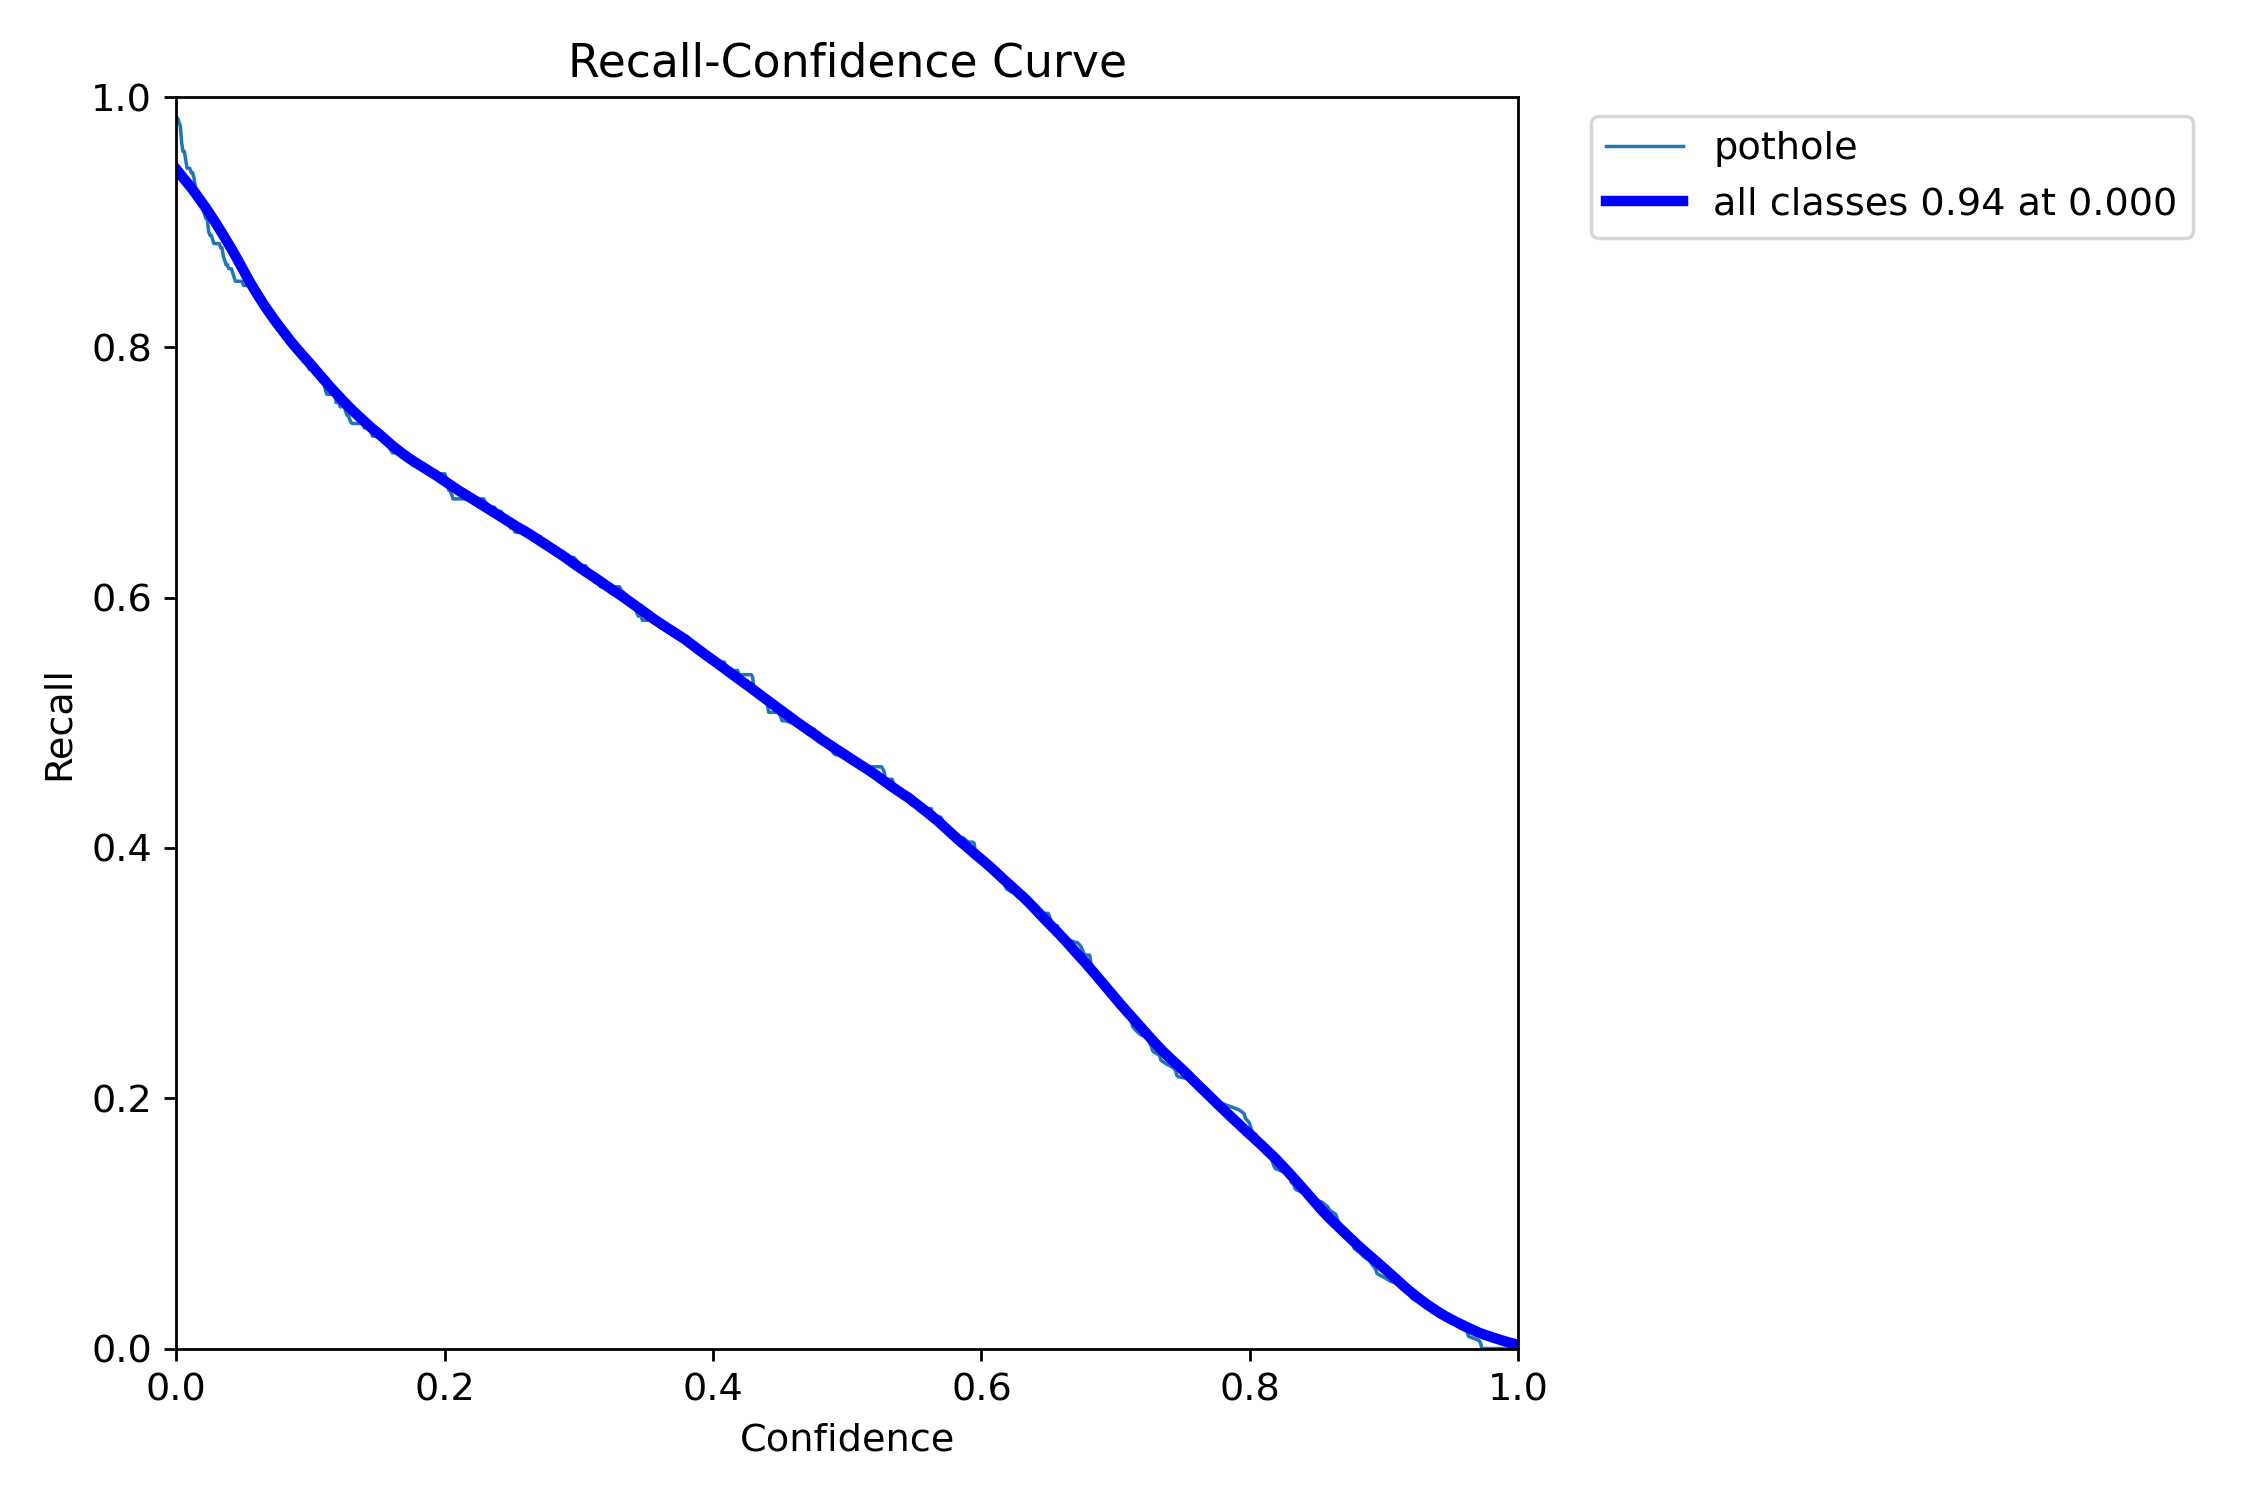 Recall-Confidence Curve
pothole
all classes 0.94 at 0.000
1.0
0.8
0.6
0.4
0.2
0.0
Recall
0.0 0.2 0.4 0.6 0.8 1.0
Confidence